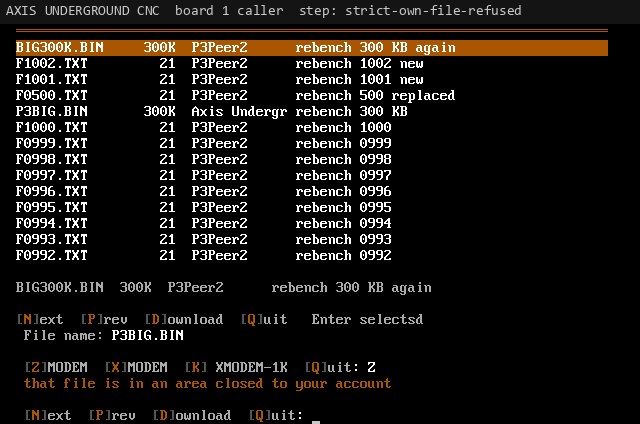 AXIS UNDERGROUND CNC  board 1 caller  step: strict-own-file-refused
BIG300K.BIN     300K  P3Peer2      rebench 300 KB again
F1002.TXT         21  P3Peer2      rebench 1002 new
F1001.TXT         21  P3Peer2      rebench 1001 new
F0500.TXT         21  P3Peer2      rebench 500 replaced
P3BIG.BIN       300K  Axis Undergr rebench 300 KB
F1000.TXT         21  P3Peer2      rebench 1000
F0999.TXT         21  P3Peer2      rebench 0999
F0998.TXT         21  P3Peer2      rebench 0998
F0997.TXT         21  P3Peer2      rebench 0997
F0996.TXT         21  P3Peer2      rebench 0996
F0995.TXT         21  P3Peer2      rebench 0995
F0994.TXT         21  P3Peer2      rebench 0994
F0993.TXT         21  P3Peer2      rebench 0993
F0992.TXT         21  P3Peer2      rebench 0992
BIG300K.BIN  300K  P3Peer2      rebench 300 KB again
[N]ext  [P]rev  [D]ownload  [Q]uit   Enter selectsd
File name: P3BIG.BIN
[Z]MODEM  [X]MODEM  [K] XMODEM-1K  [Q]uit: Z
that file is in an area closed to your account
[N]ext  [P]rev  [D]ownload  [Q]uit: _